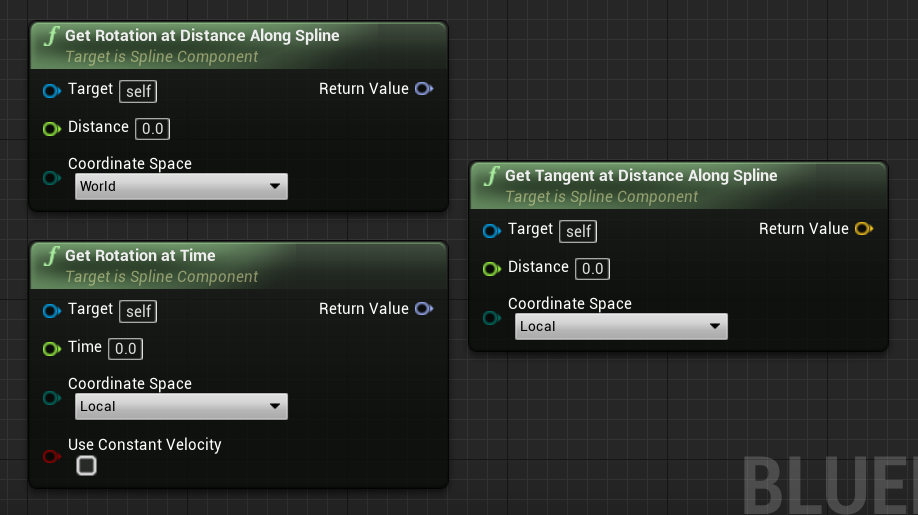 f Get Rotation at Distance Along Spline
Target is Spline Component
Target self Return Value
Distance 0.0
Coordinate Space
World
f Get Rotation at Time
Target is Spline Component
Target self Return Value
Time 0.0
Coordinate Space
Local
Use Constant Velocity
f Get Tangent at Distance Along Spline
Target is Spline Component
Target self Return Value
Distance 0.0
Coordinate Space
Local